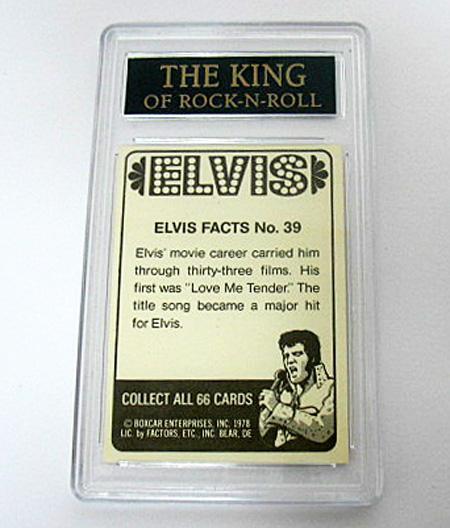 THE KING
OF ROCK-N-ROLL
ELVIS
ELVIS FACTS No. 39
Elvis' movie career carried him
through thirty-three films. His
first was "Love Me Tender." The
title song became a major hit
for Elvis.
COLLECT ALL 66 CARDS
© BOXCAR ENTERPRISES, INC. 1978
LIC. by FACTORS, ETC., INC. BEAR, DE